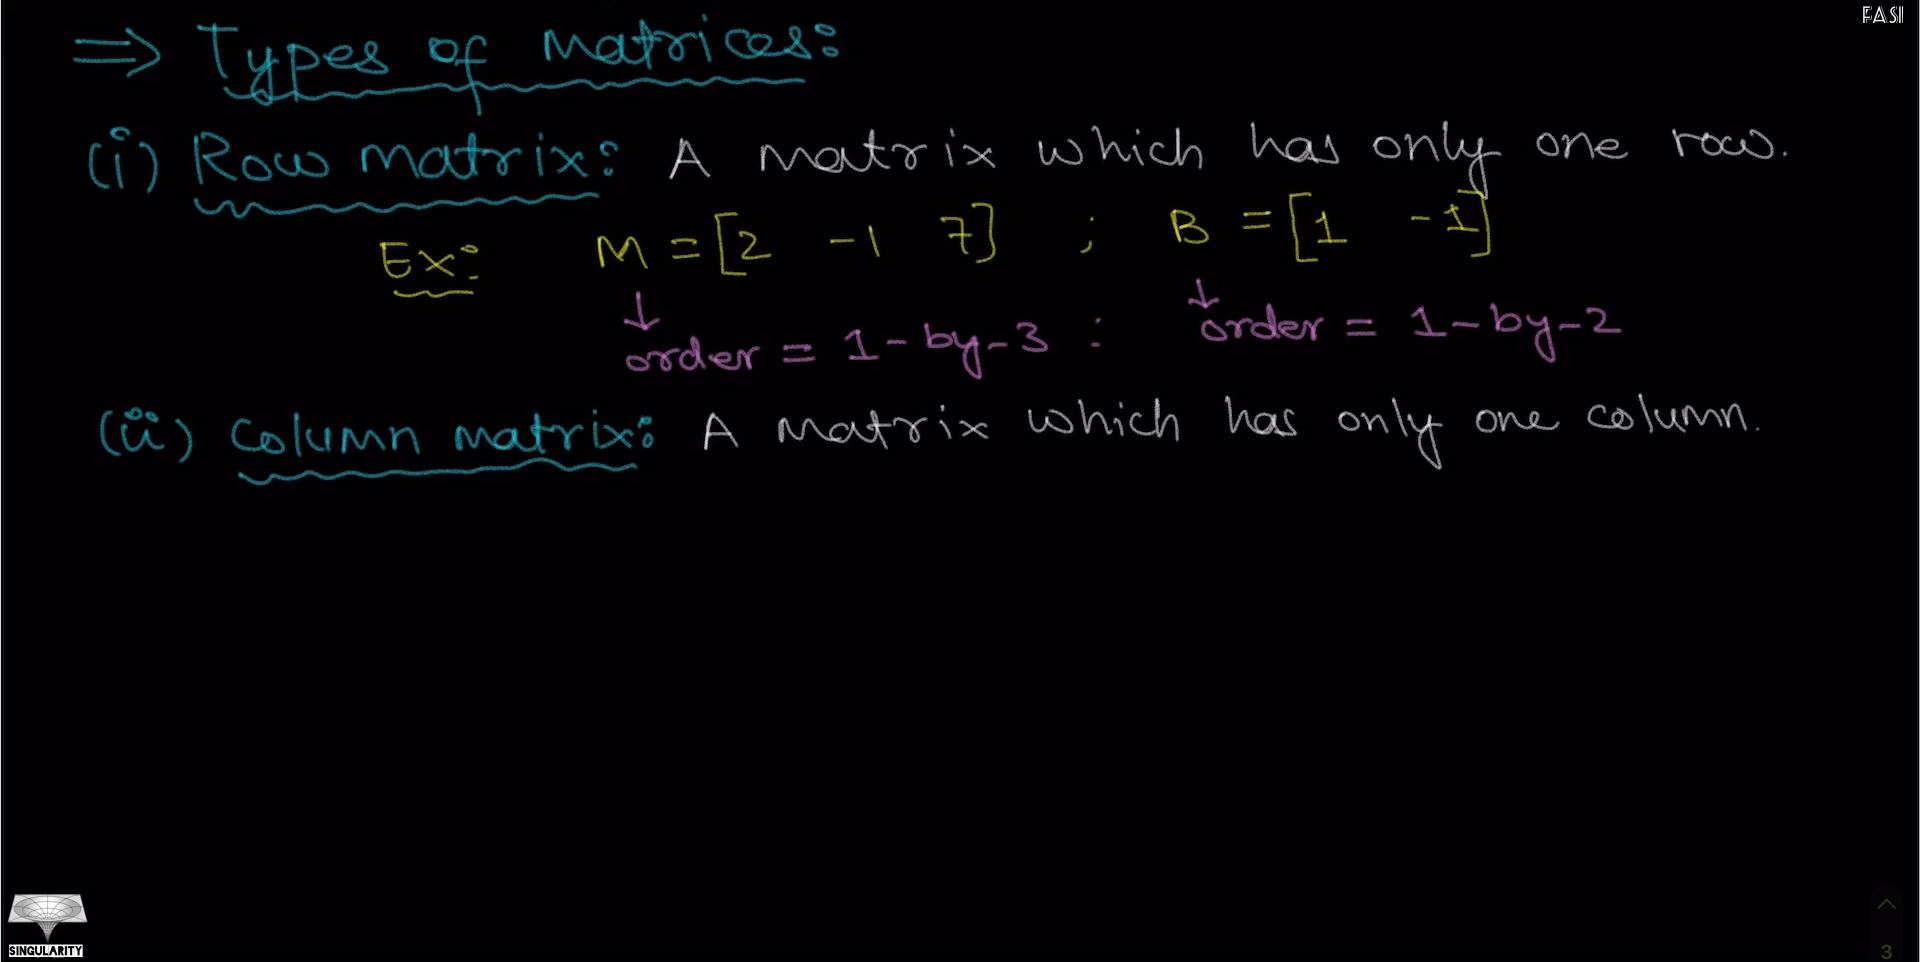 FASI
⇒ Types of Matrices:
(i) Row matrix: A matrix which has only one row.
Ex: M = [2 -1 7] ; B = [1 -1]
↓ ↓
order = 1-by-3 : order = 1-by-2
(ii) column matrix: A matrix which has only one column.
SINGULARITY
3